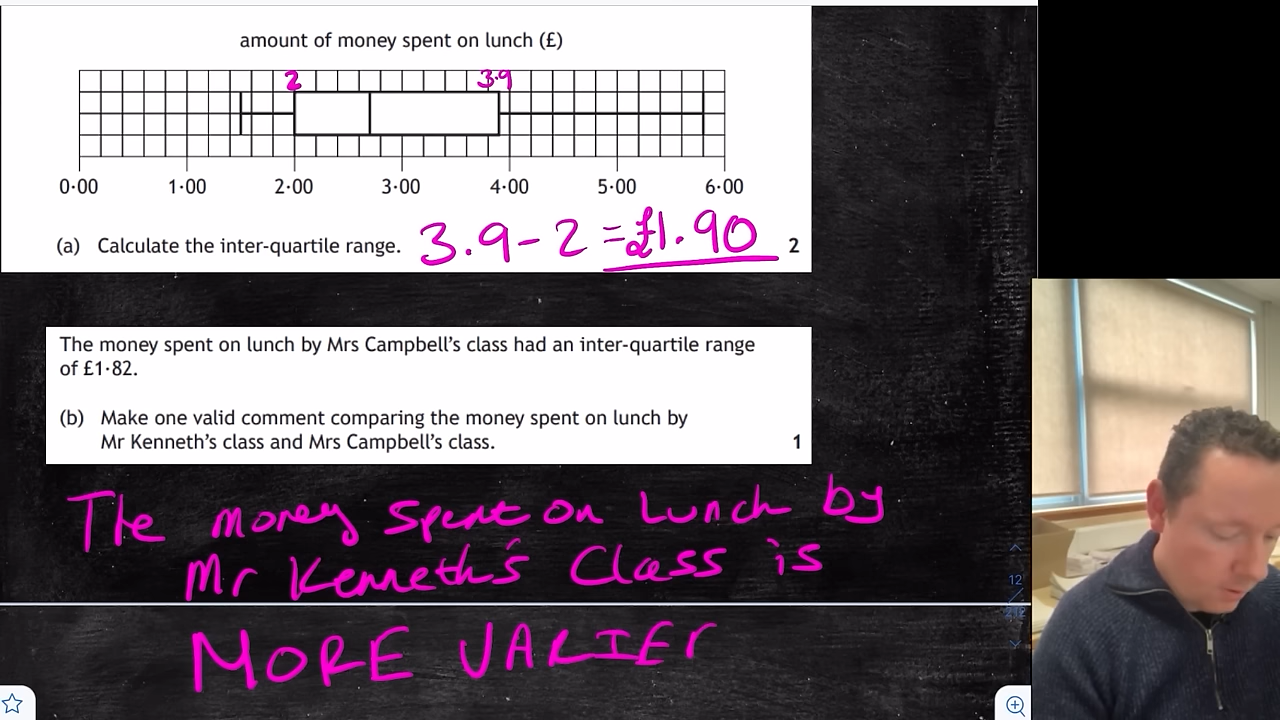 amount of money spent on lunch (£)
2 3.9
0·00 1·00 2·00 3·00 4·00 5·00 6·00
(a) Calculate the inter-quartile range. 3.9-2=£1.90 2
The money spent on lunch by Mrs Campbell's class had an inter-quartile range
of £1·82.
(b) Make one valid comment comparing the money spent on lunch by
Mr Kenneth's class and Mrs Campbell's class. 1
The money spent on Lunch by
Mr Kenneth's Class is
MORE VARIE
12
212